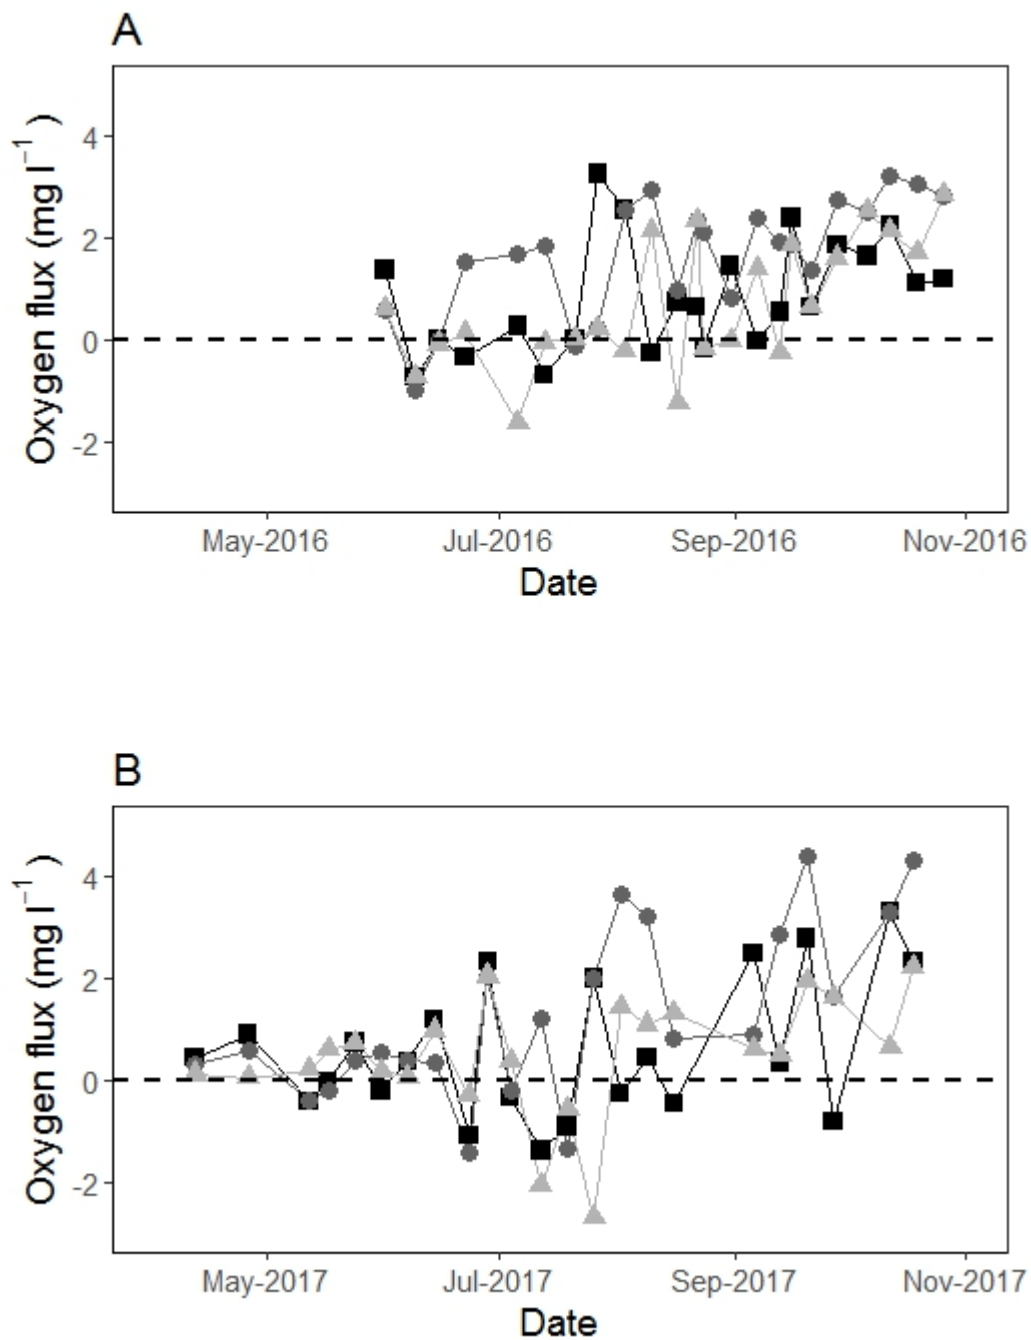 A
Oxygen flux (mg l⁻¹ )
4
2
0
-2
May-2016 Jul-2016 Sep-2016 Nov-2016
Date
B
Oxygen flux (mg l⁻¹ )
4
2
0
-2
May-2017 Jul-2017 Sep-2017 Nov-2017
Date